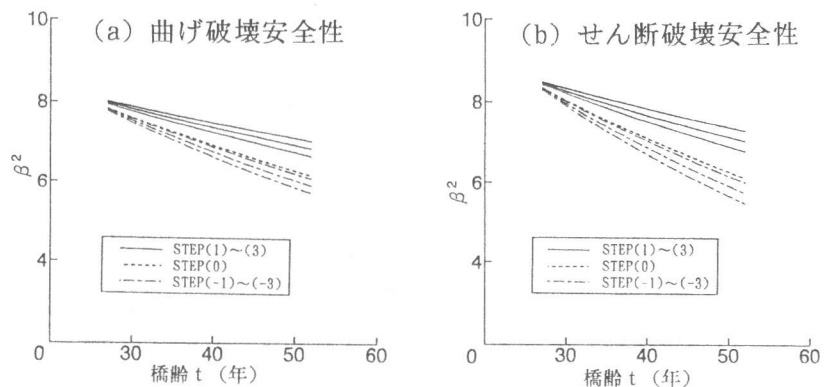 (a) 曲げ破壊安全性
10
8
6
4
0
β²
STEP(1)～(3)
STEP(0)
STEP(-1)～(-3)
30
40
50
60
橋齢 t (年)
(b) せん断破壊安全性
10
8
6
4
0
β²
STEP(1)～(3)
STEP(0)
STEP(-1)～(-3)
30
40
50
60
橋齢 t (年)